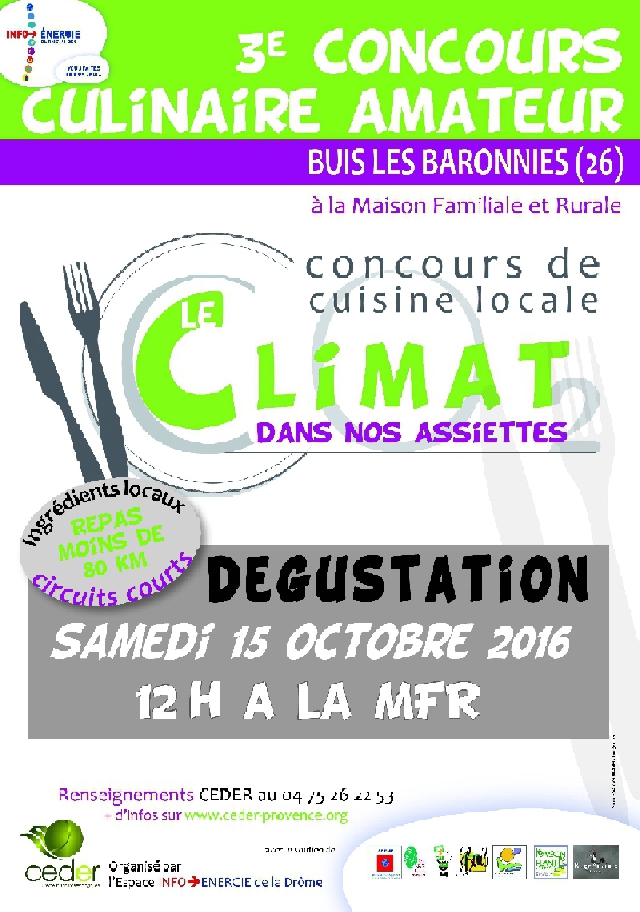 INFO→ÉNERGIE
3E CONCOURS
CULINAIRE AMATEUR
BUIS LES BARONNIES (26)
à la Maison Familiale et Rurale
concours de
cuisine locale
LE
CLIMAT
CO2
DANS NOS ASSIETTES
ingrédients locaux
REPAS
MOINS DE
80 KM
circuits courts
DEGUSTATION
SAMEDI 15 OCTOBRE 2016
12 H A LA MFR
Renseignements CEDER au 04 75 26 22 53
+ d'infos sur www.ceder-provence.org
ceder
Organisé par
l'Espace INFO→ENERGIE de la Drôme